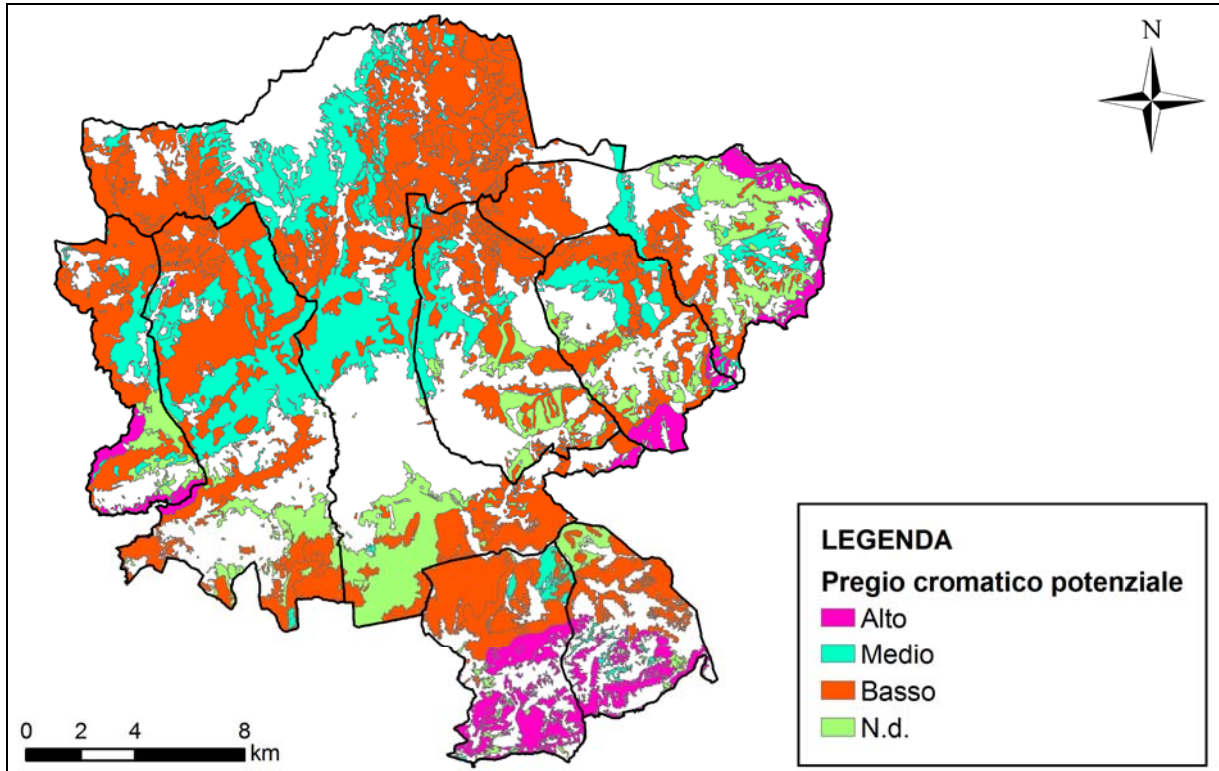 N
LEGENDA
Pregio cromatico potenziale
Alto
Medio
Basso
N.d.
0 2 4 8
km